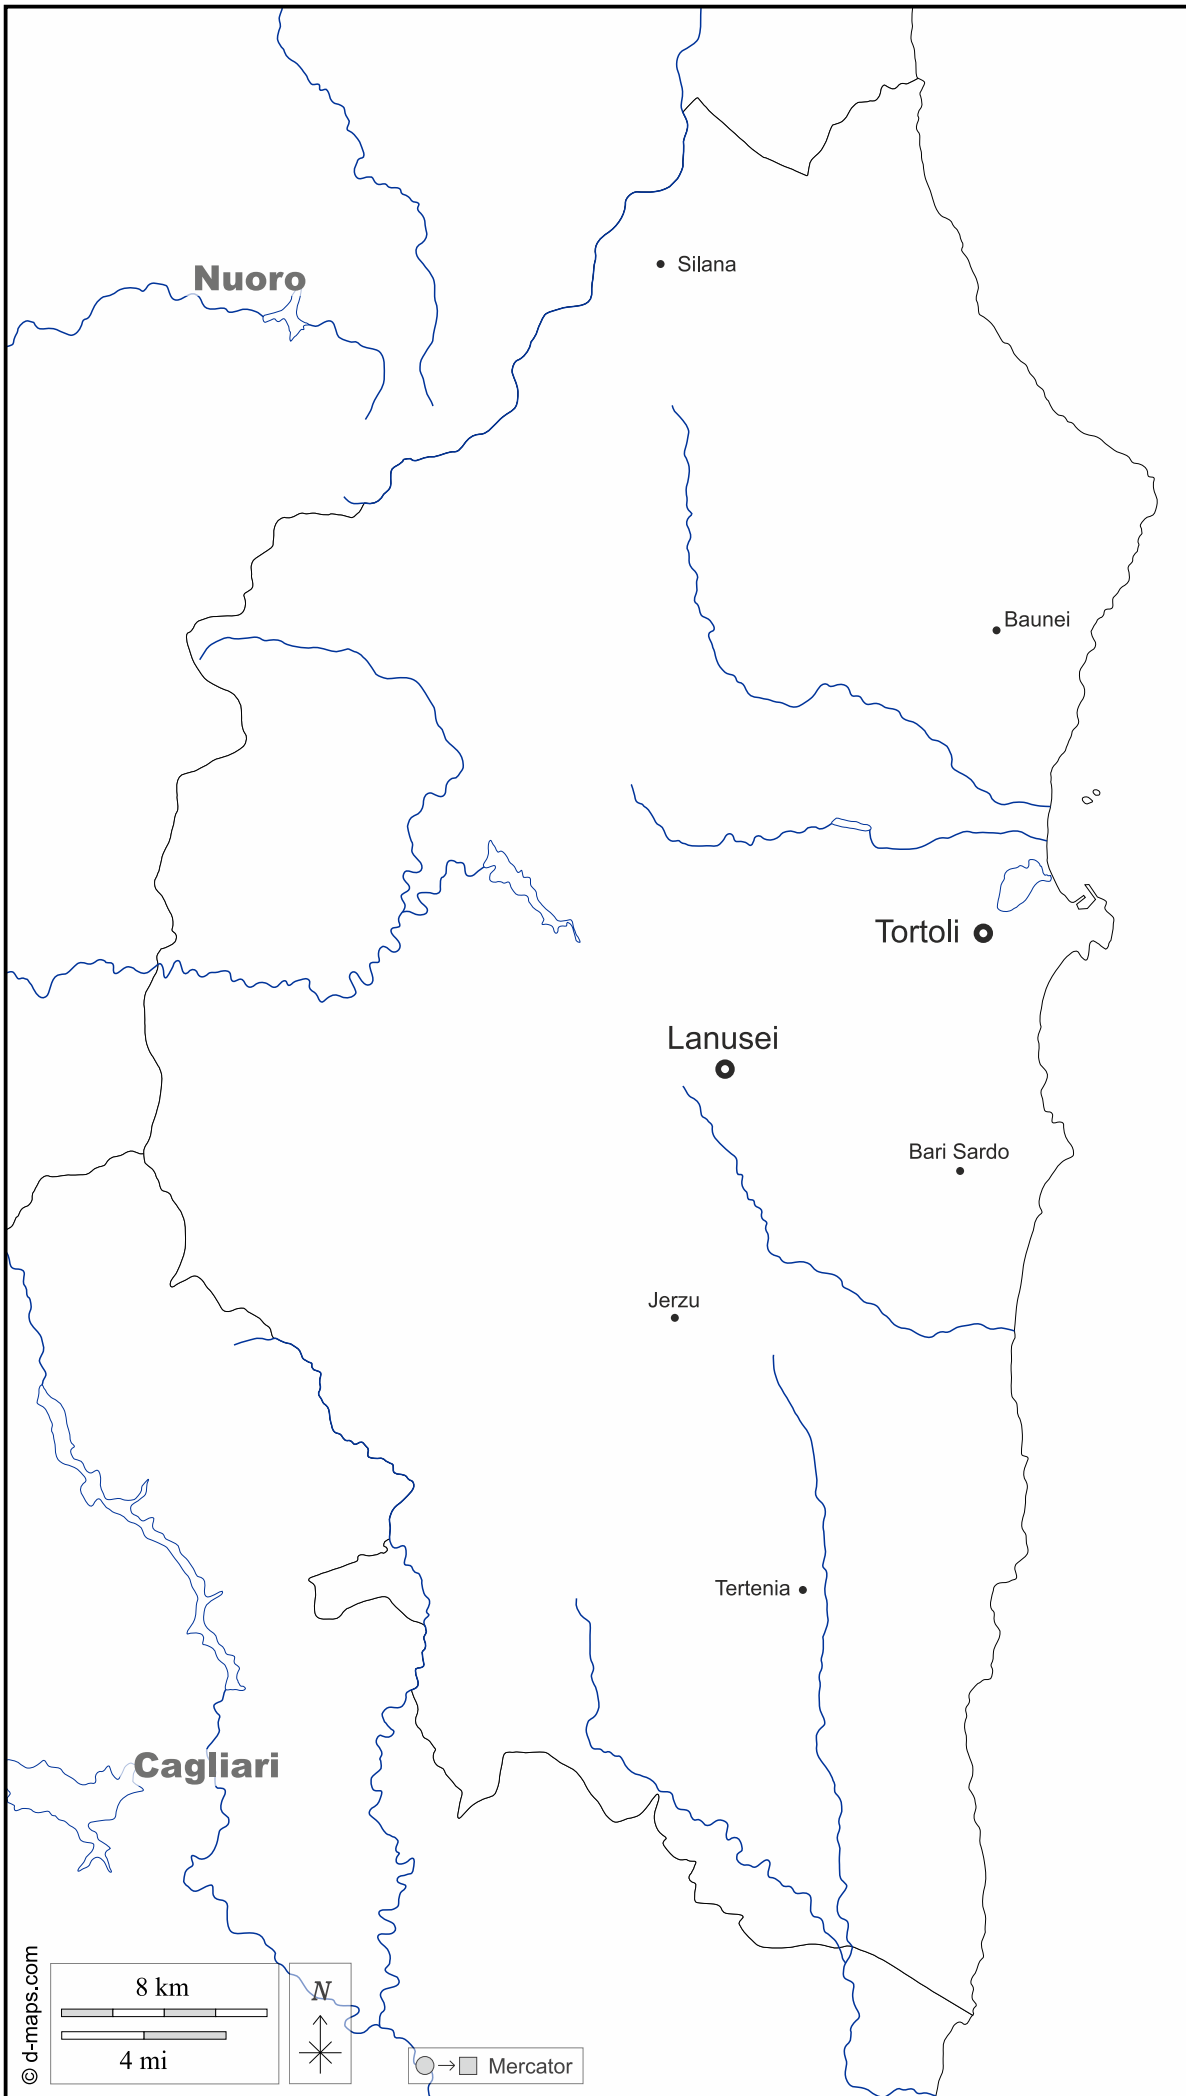 Silana
Nuoro
Baunei
Tortoli
Lanusei
Bari Sardo
Jerzu
Tertenia
Cagliari
© d-maps.com
8 km
4 mi
N
Mercator